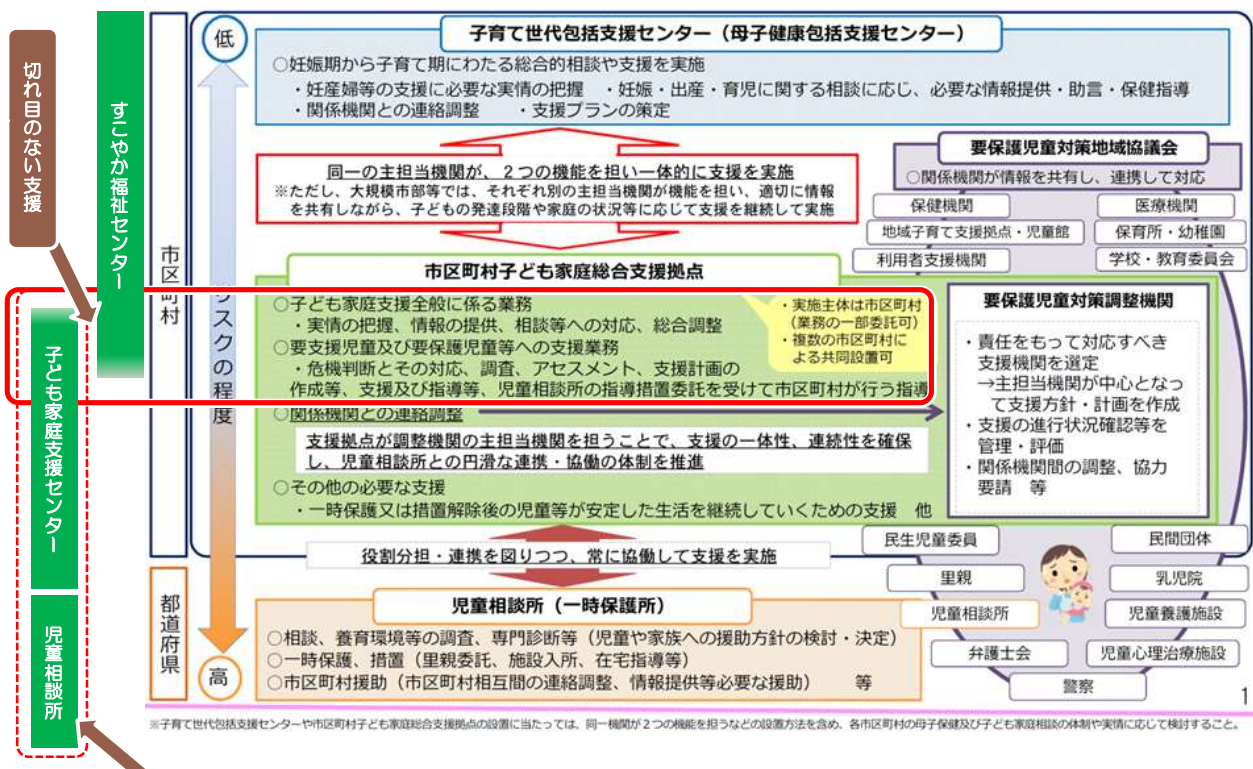 切れ目のない支援
すこやか福祉センター
子ども家庭支援センター
児童相談所
市区町村
都道府県
低
リスクの程度
高
子育て世代包括支援センター（母子健康包括支援センター）
○妊娠期から子育て期にわたる総合的相談や支援を実施
・妊産婦等の支援に必要な実情の把握　・妊娠・出産・育児に関する相談に応じ、必要な情報提供・助言・保健指導
・関係機関との連絡調整　　・支援プランの策定
同一の主担当機関が、２つの機能を担い一体的に支援を実施
※ただし、大規模市部等では、それぞれ別の主担当機関が機能を担い、適切に情報
を共有しながら、子どもの発達段階や家庭の状況等に応じて支援を継続して実施
要保護児童対策地域協議会
○関係機関が情報を共有し、連携して対応
保健機関
医療機関
地域子育て支援拠点・児童館
保育所・幼稚園
利用者支援機関
学校・教育委員会
市区町村子ども家庭総合支援拠点
○子ども家庭支援全般に係る業務
・実情の把握、情報の提供、相談等への対応、総合調整
○要支援児童及び要保護児童等への支援業務
・危機判断とその対応、調査、アセスメント、支援計画の
作成等、支援及び指導等、児童相談所の指導措置委託を受けて市区町村が行う指導
○関係機関との連絡調整
支援拠点が調整機関の主担当機関を担うことで、支援の一体性、連続性を確保
し、児童相談所との円滑な連携・協働の体制を推進
○その他の必要な支援
・一時保護又は措置解除後の児童等が安定した生活を継続していくための支援　他
・実施主体は市区町村
（業務の一部委託可）
・複数の市区町村に
よる共同設置可
要保護児童対策調整機関
・責任をもって対応すべき
支援機関を選定
→主担当機関が中心となっ
て支援方針・計画を作成
・支援の進行状況確認等を
管理・評価
・関係機関間の調整、協力
要請　等
役割分担・連携を図りつつ、常に協働して支援を実施
民生児童委員
民間団体
里親
乳児院
児童相談所
児童養護施設
弁護士会
児童心理治療施設
警察
児童相談所（一時保護所）
○相談、養育環境等の調査、専門診断等（児童や家族への援助方針の検討・決定）
○一時保護、措置（里親委託、施設入所、在宅指導等）
○市区町村援助（市区町村相互間の連絡調整、情報提供等必要な援助）　　等
1
※子育て世代包括支援センターや市区町村子ども家庭総合支援拠点の設置に当たっては、同一機関が２つの機能を担うなどの設置方法を含め、各市区町村の母子保健及び子ども家庭相談の体制や実情に応じて検討すること。